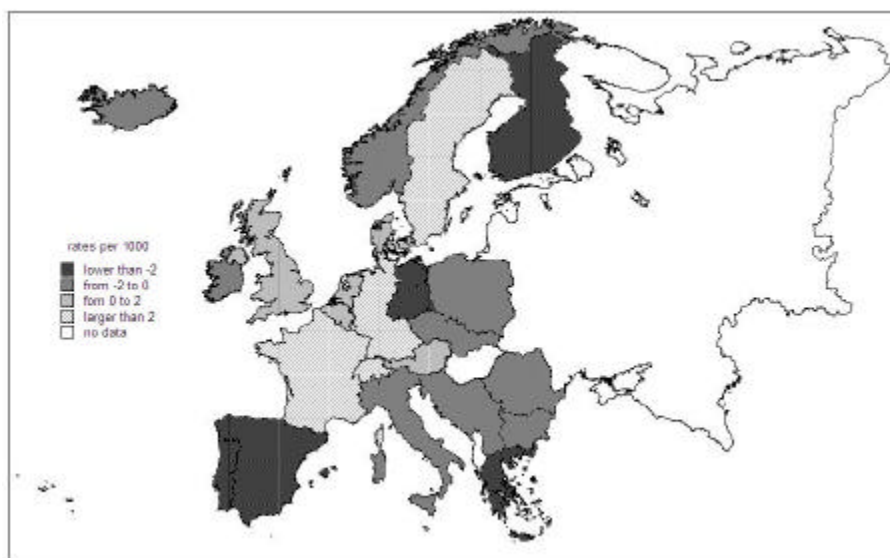 rates per 1000
lower than -2
from -2 to 0
fom 0 to 2
larger than 2
no data